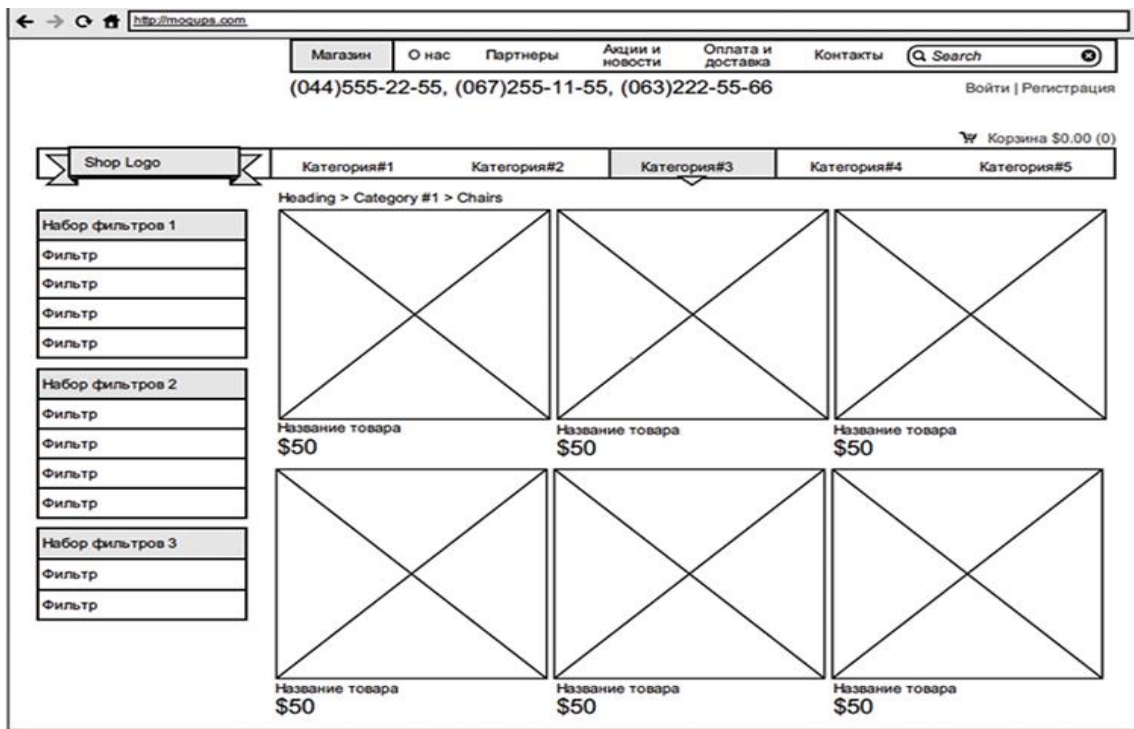 http://moqups.com
Магазин О нас Партнеры Акции и новости Оплата и доставка Контакты Search
(044)555-22-55, (067)255-11-55, (063)222-55-66
Войти | Регистрация
Корзина $0.00 (0)
Shop Logo
Категория#1 Категория#2 Категория#3 Категория#4 Категория#5
Heading > Category #1 > Chairs
Набор фильтров 1
Фильтр
Фильтр
Фильтр
Фильтр
Набор фильтров 2
Фильтр
Фильтр
Фильтр
Фильтр
Набор фильтров 3
Фильтр
Фильтр
Название товара Название товара Название товара
$50 $50 $50
Название товара Название товара Название товара
$50 $50 $50